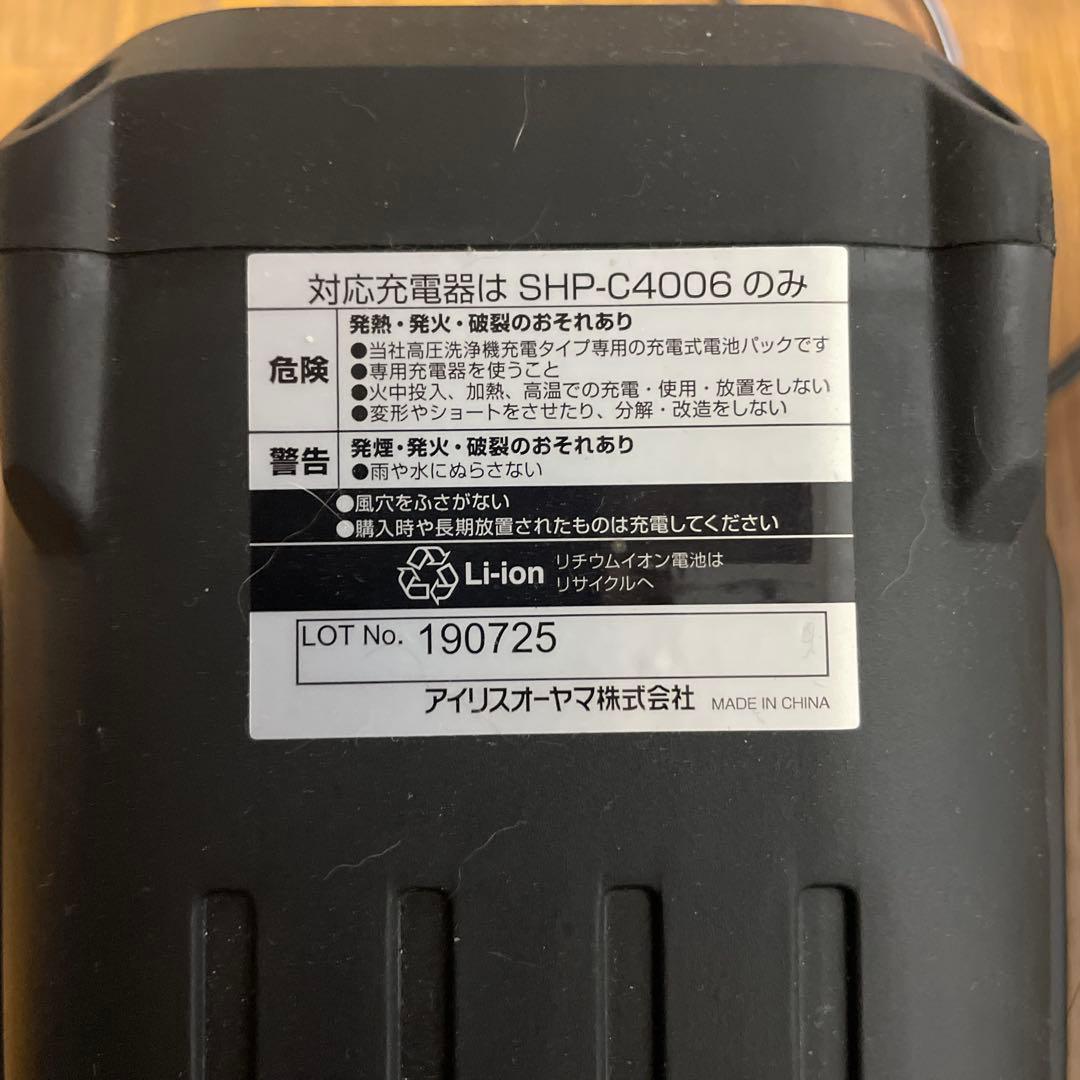 対応充電器は SHP-C4006 のみ
危険
発熱・発火・破裂のおそれあり
●当社高圧洗浄機充電タイプ専用の充電式電池パックです
●専用充電器を使うこと
●火中投入、加熱、高温での充電・使用・放置をしない
●変形やショートをさせたり、分解・改造をしない
警告
発煙・発火・破裂のおそれあり
●雨や水にぬらさない
●風穴をふさがない
●購入時や長期放置されたものは充電してください
Li-ion
リチウムイオン電池は
リサイクルへ
LOT No. 190725
アイリスオーヤマ株式会社 MADE IN CHINA